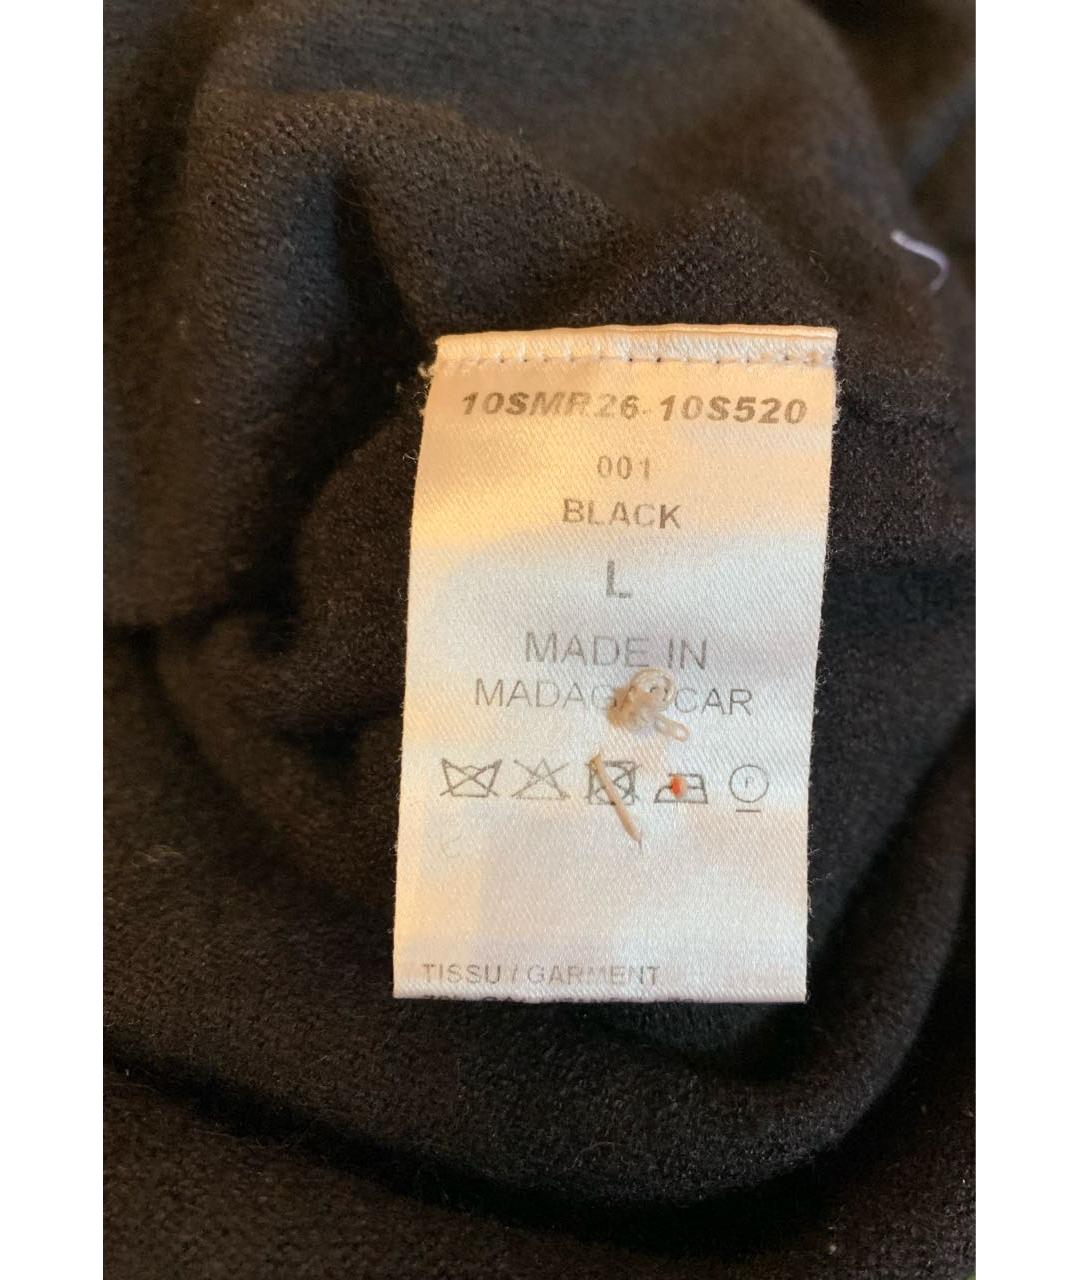 10SMR26-10S520
001
BLACK
L
MADE IN
MADAGASCAR
P
TISSU / GARMENT